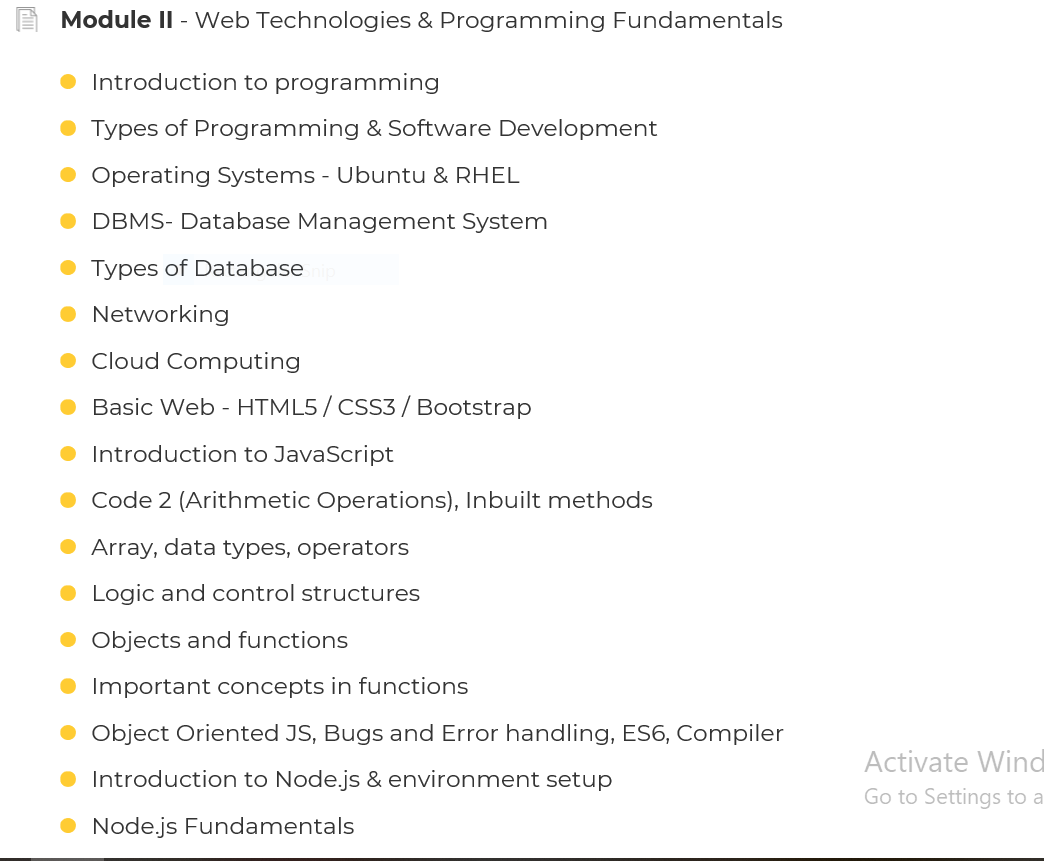 Module II - Web Technologies & Programming Fundamentals
Introduction to programming
Types of Programming & Software Development
Operating Systems - Ubuntu & RHEL
DBMS- Database Management System
Types of Database
Networking
Cloud Computing
Basic Web - HTML5 / CSS3 / Bootstrap
Introduction to JavaScript
Code 2 (Arithmetic Operations), Inbuilt methods
Array, data types, operators
Logic and control structures
Objects and functions
Important concepts in functions
Object Oriented JS, Bugs and Error handling, ES6, Compiler
Activate Wind
Introduction to Node.js & environment setup
Go to Settings to a
Node.js Fundamentals